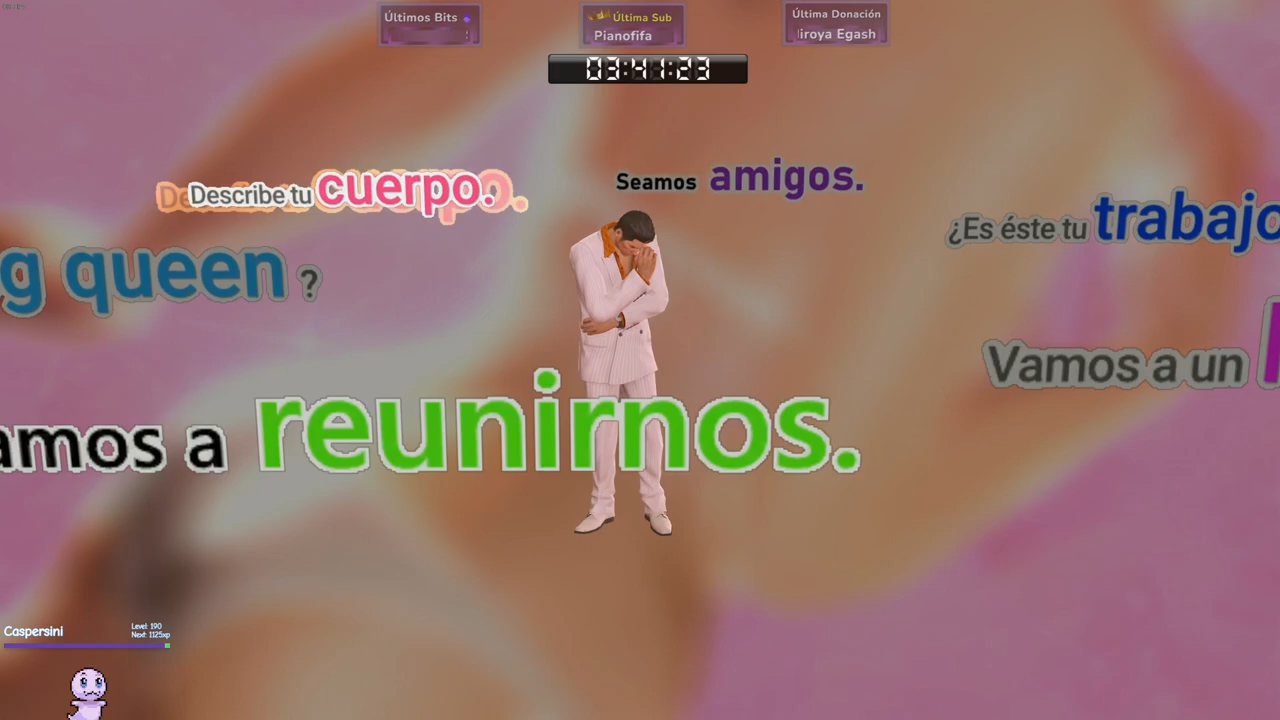 Últimos Bits
Última Sub
Pianofifa
Última Donación
iroya Egash
03:41:23
Describe tu cuerpo.
Seamos amigos.
¿Es éste tu trabajo
g queen ?
Vamos a un
amos a reunirnos.
Caspersini
Level: 190
Next: 1125xp